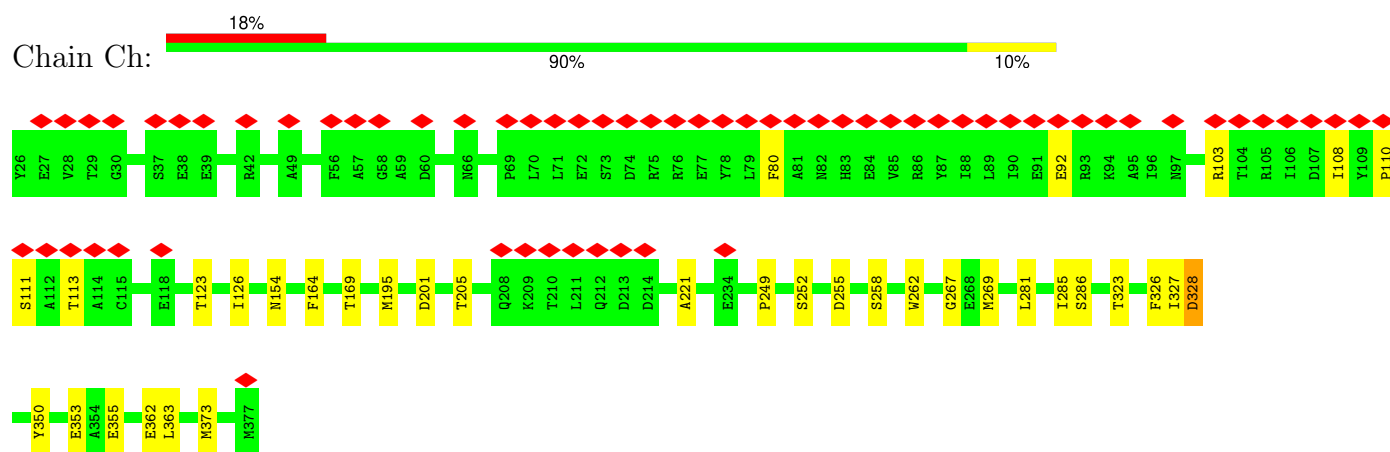 18%
Chain Ch:
90% 10%
Y26 E27 V28 T29 G30 S37 E38 E39 R42 A49 F56 A57 G58 A59 D60 N66 P69 L70 L71 E72 S73 D74 R75 R76 E77 Y78 L79 F80 A81 N82 H83 E84 V85 R86 Y87 I88 L89 I90 E91 E92 R93 K94 A95 I96 N97 R103 T104 R105 I106 D107 I108 Y109 P110
S111 A112 T113 A114 C115 E118 T123 I126 N154 F164 T169 M195 D201 T205 Q208 K209 T210 L211 Q212 D213 D214 A221 E234 P249 S252 D255 S258 W262 G267 E268 M269 L281 I285 S286 T323 F326 I327 D328
Y350 E353 A354 E355 E362 L363 M373 M377